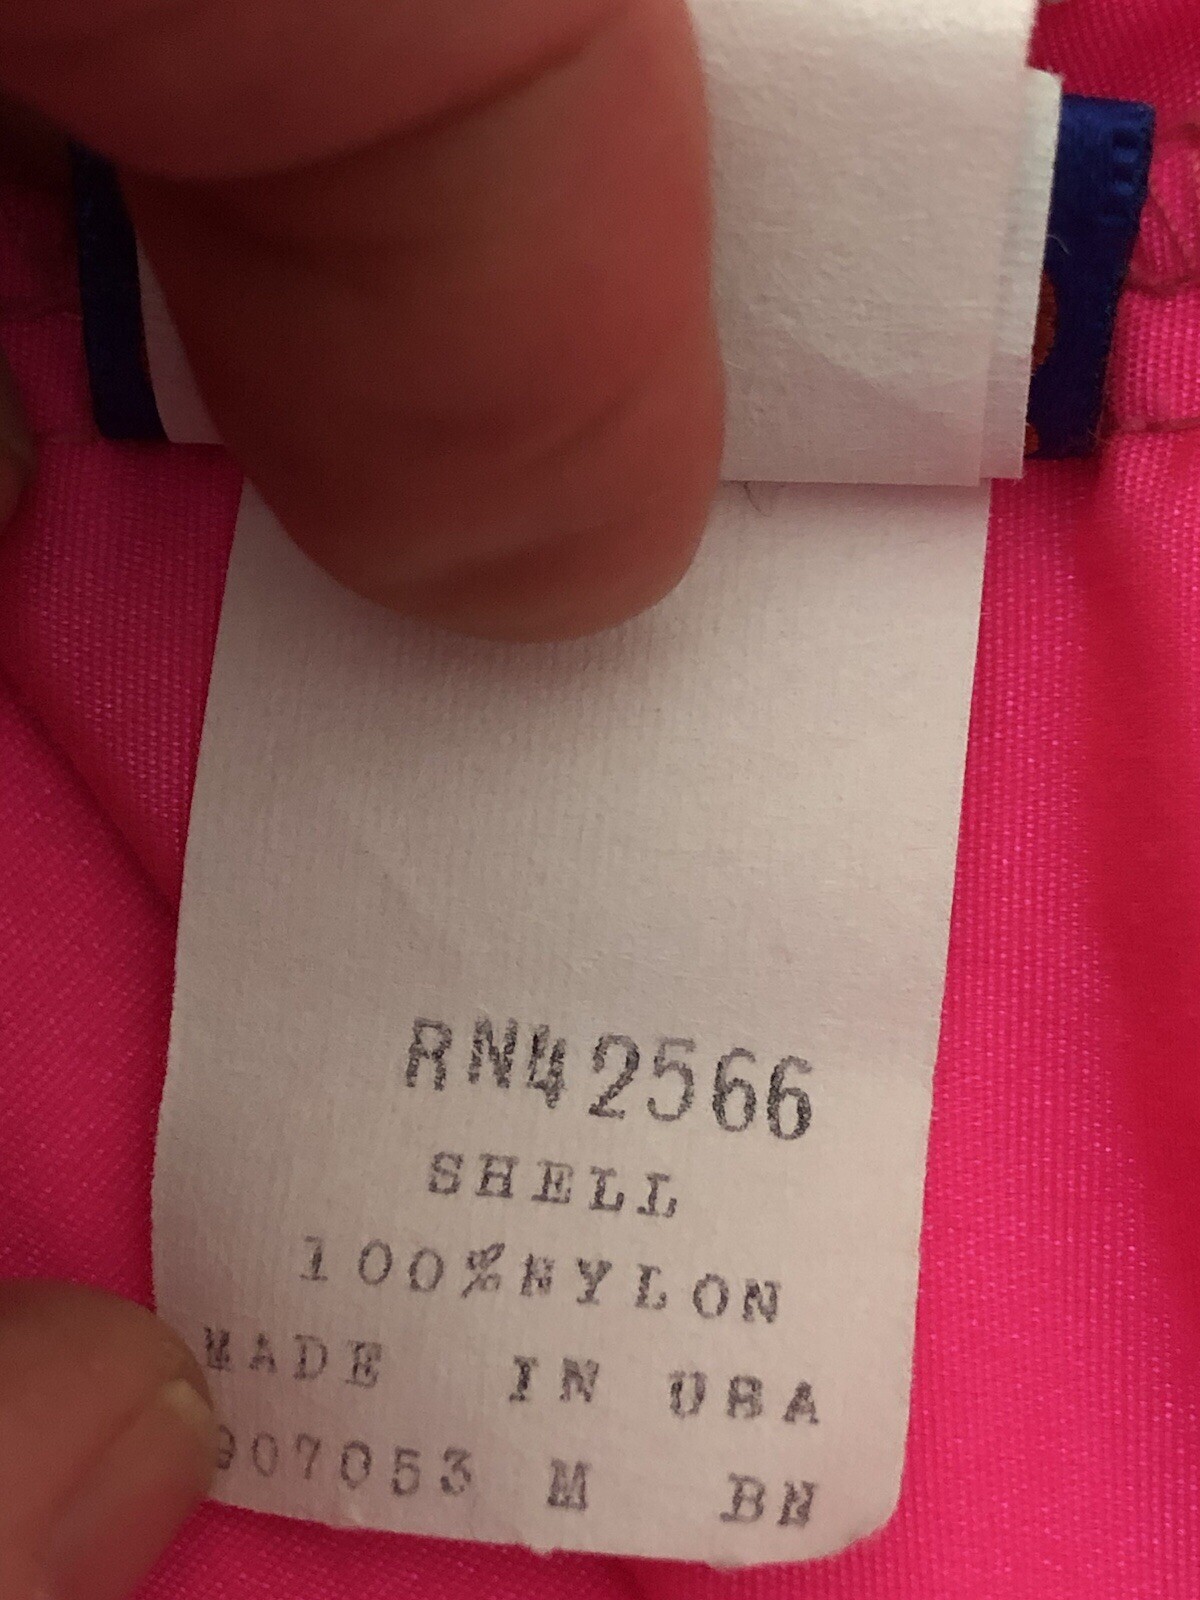 RN42566
SHELL
100%NYLON
MADE IN USA
907053 M BN